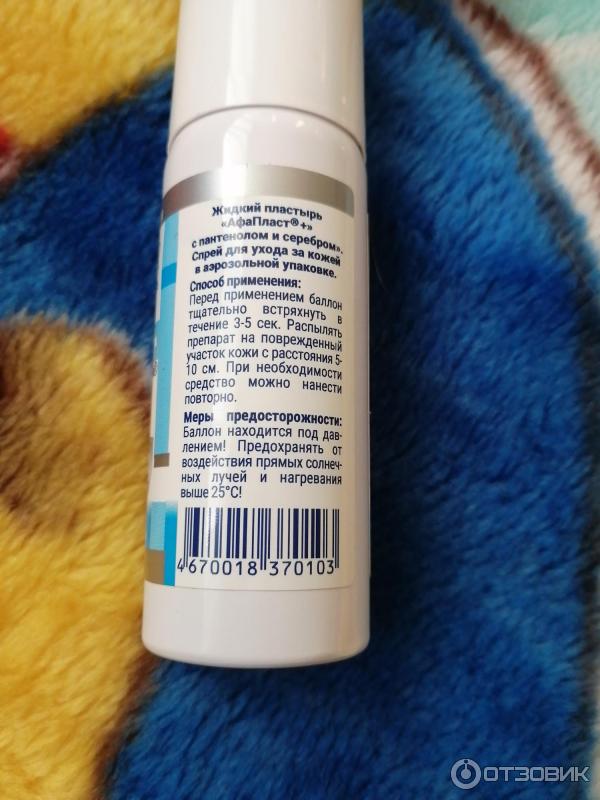 Жидкий пластырь
«АфаПласт®+»
с пантенолом и серебром».
Спрей для ухода за кожей
в аэрозольной упаковке.
Способ применения:
Перед применением баллон
тщательно встряхнуть в
течение 3-5 сек. Распылять
препарат на поврежденный
участок кожи с расстояния 5-
10 см. При необходимости
средство можно нанести
повторно.
Меры предосторожности:
Баллон находится под дав-
лением! Предохранять от
воздействия прямых солнеч-
ных лучей и нагревания
выше 25°C!
4 670018 370103
ОТЗОВИК